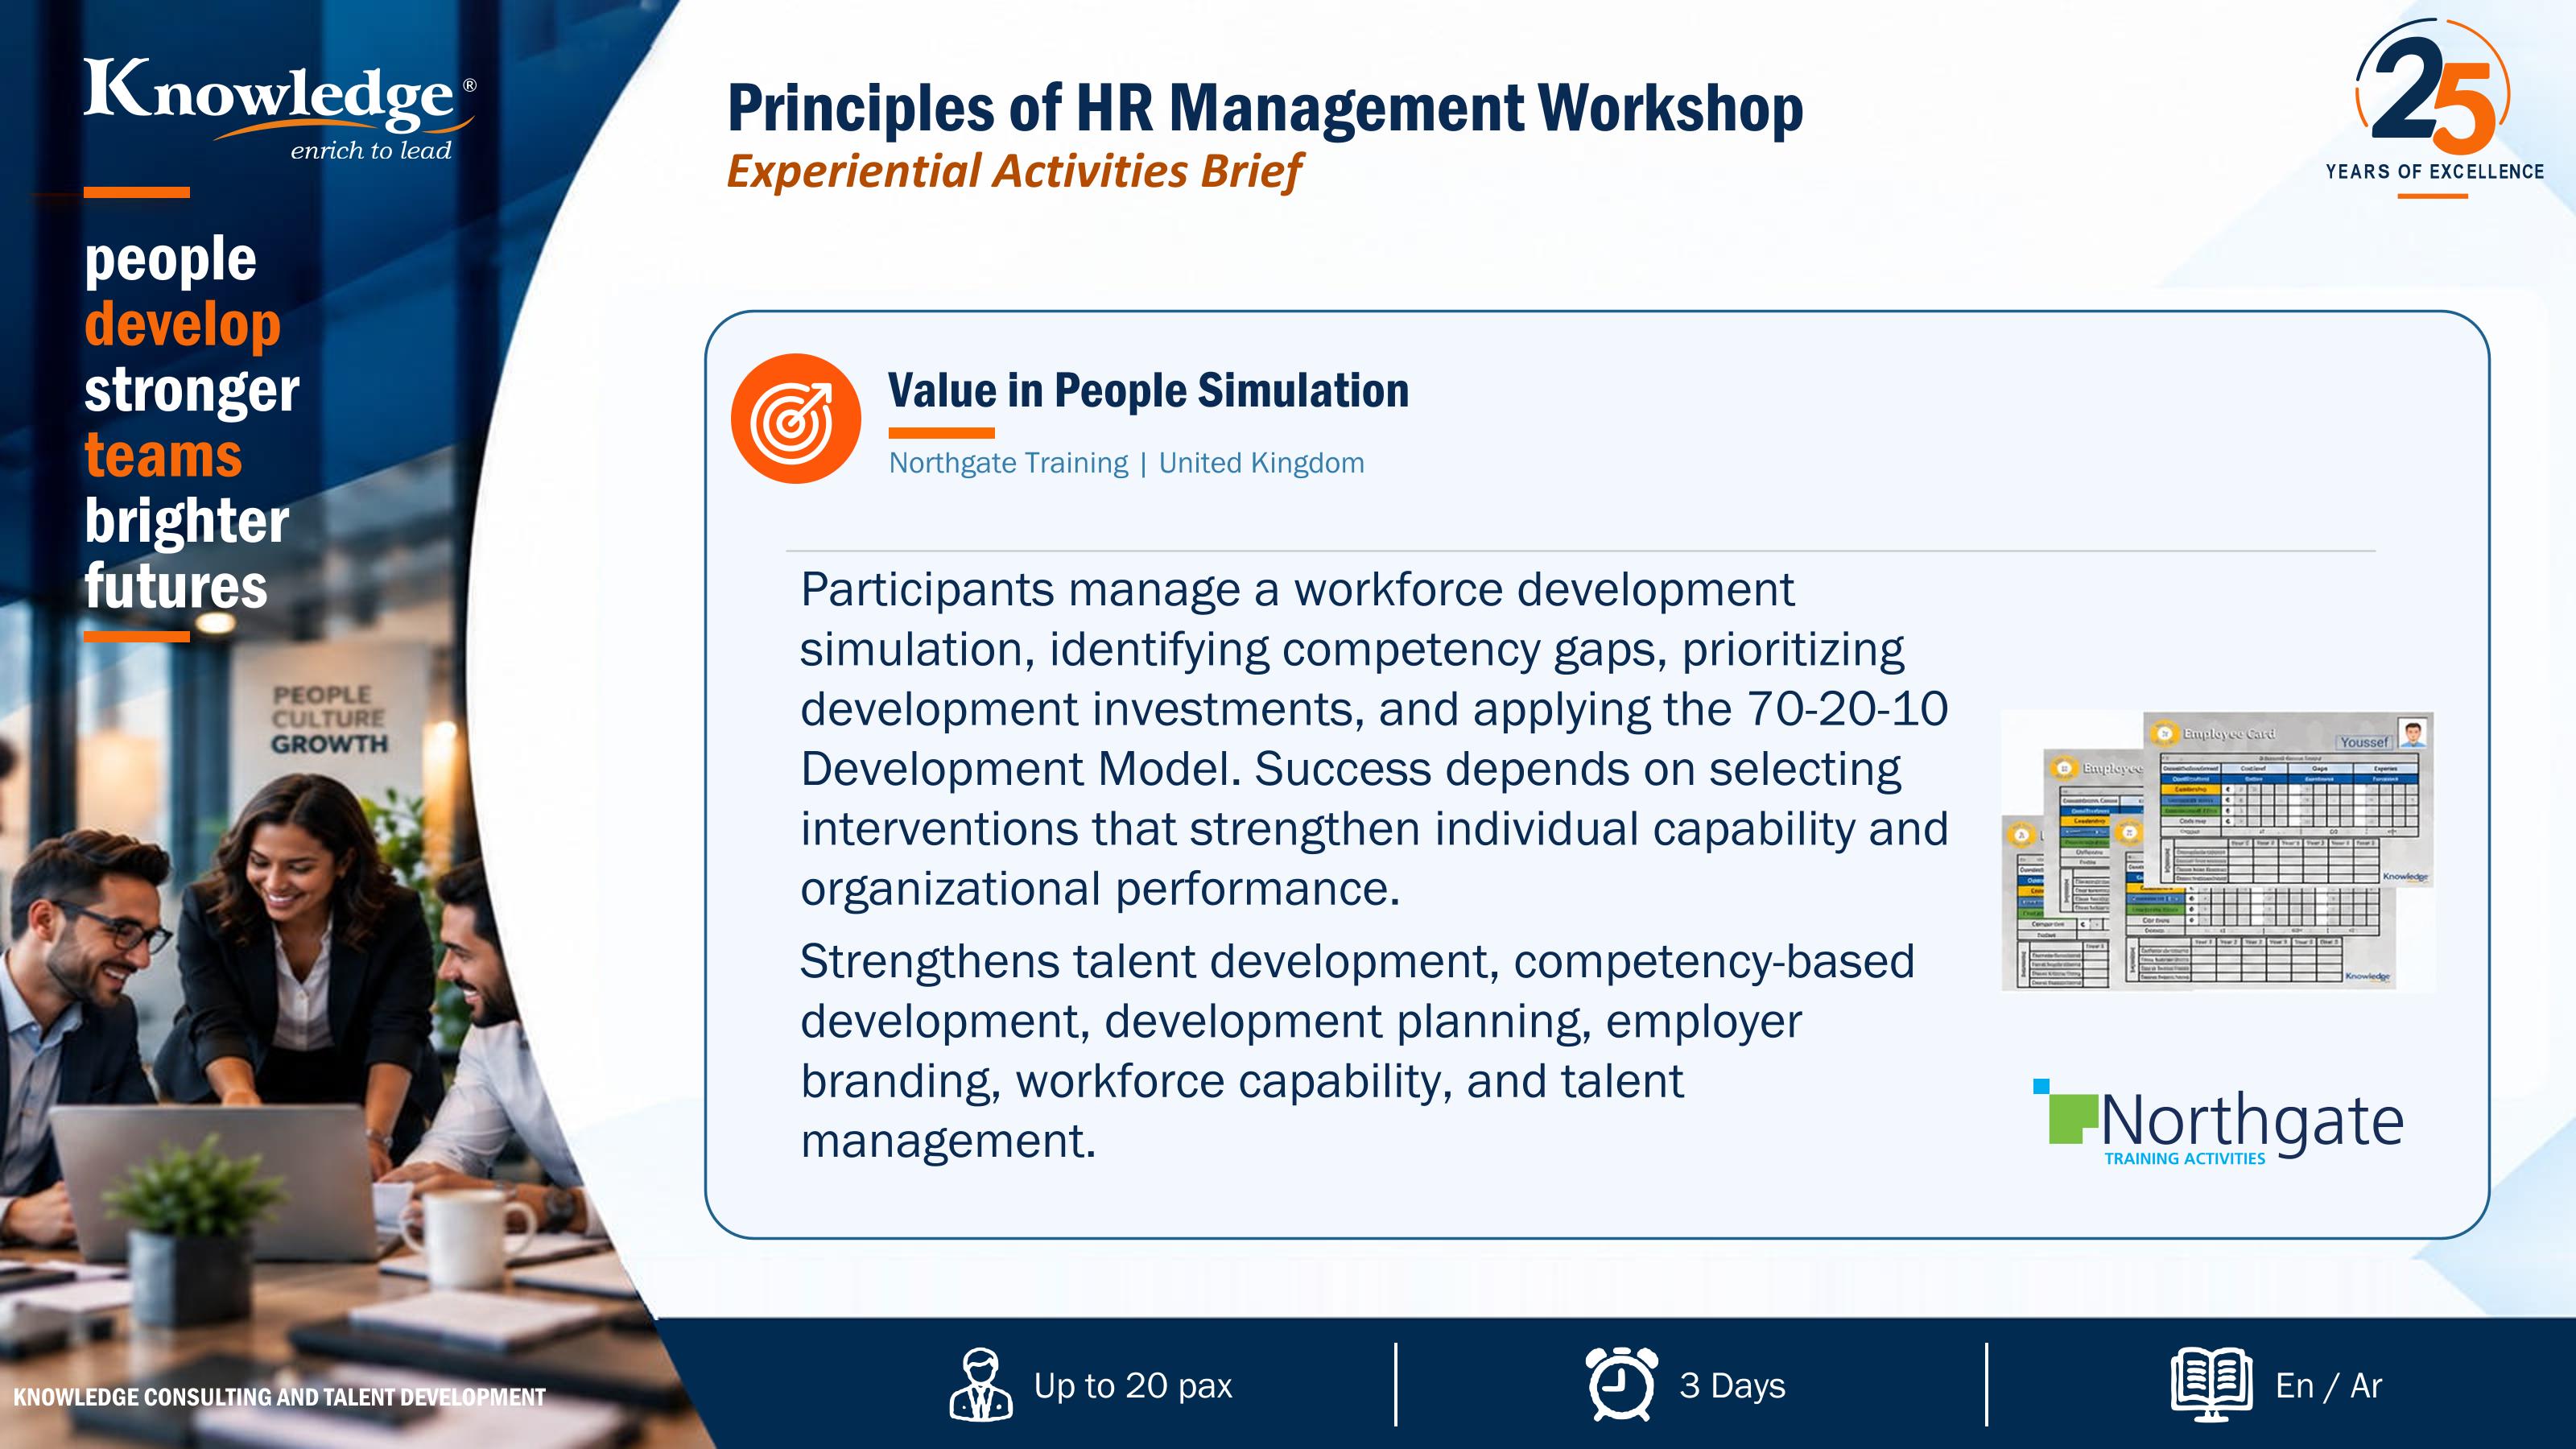 Knowledge®
enrich to lead
people
develop
stronger
teams
brighter
futures
PEOPLE
CULTURE
GROWTH
KNOWLEDGE CONSULTING AND TALENT DEVELOPMENT
Principles of HR Management Workshop
Experiential Activities Brief
25
YEARS OF EXCELLENCE
Value in People Simulation
Northgate Training | United Kingdom
Participants manage a workforce development
simulation, identifying competency gaps, prioritizing
development investments, and applying the 70-20-10
Development Model. Success depends on selecting
interventions that strengthen individual capability and
organizational performance.
Strengthens talent development, competency-based
development, development planning, employer
branding, workforce capability, and talent
management.
Employee Card
Youssef
Employee
Leadership
Knowledge
Knowledge
Northgate
TRAINING ACTIVITIES
Up to 20 pax
3 Days
En / Ar